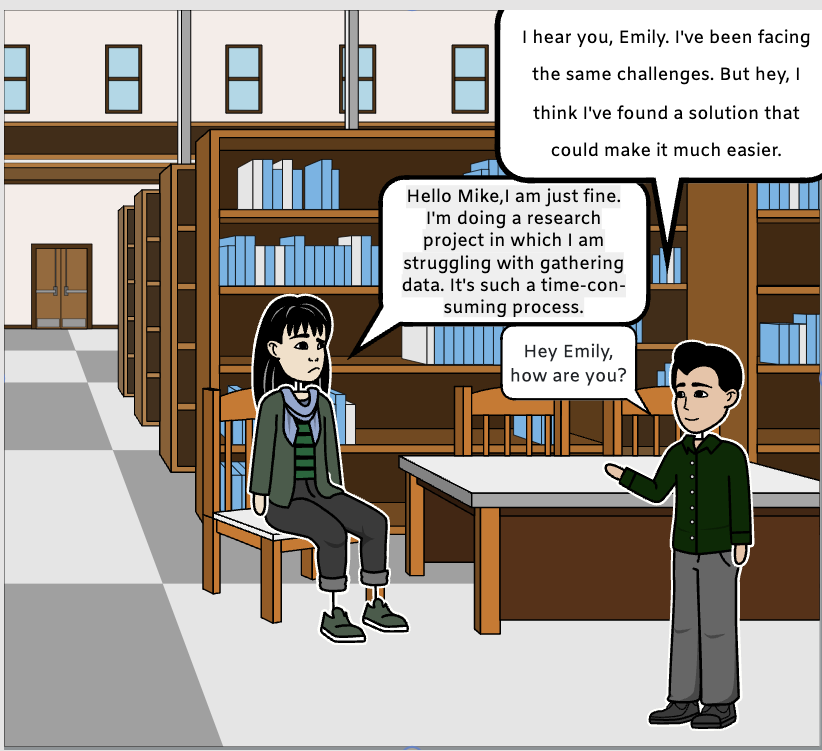 Hey Emily,
how are you?
Hello Mike,I am just fine.
I'm doing a research
project in which I am
struggling with gathering
data. It's such a time-con-
suming process.
I hear you, Emily. I've been facing
the same challenges. But hey, I
think I've found a solution that
could make it much easier.